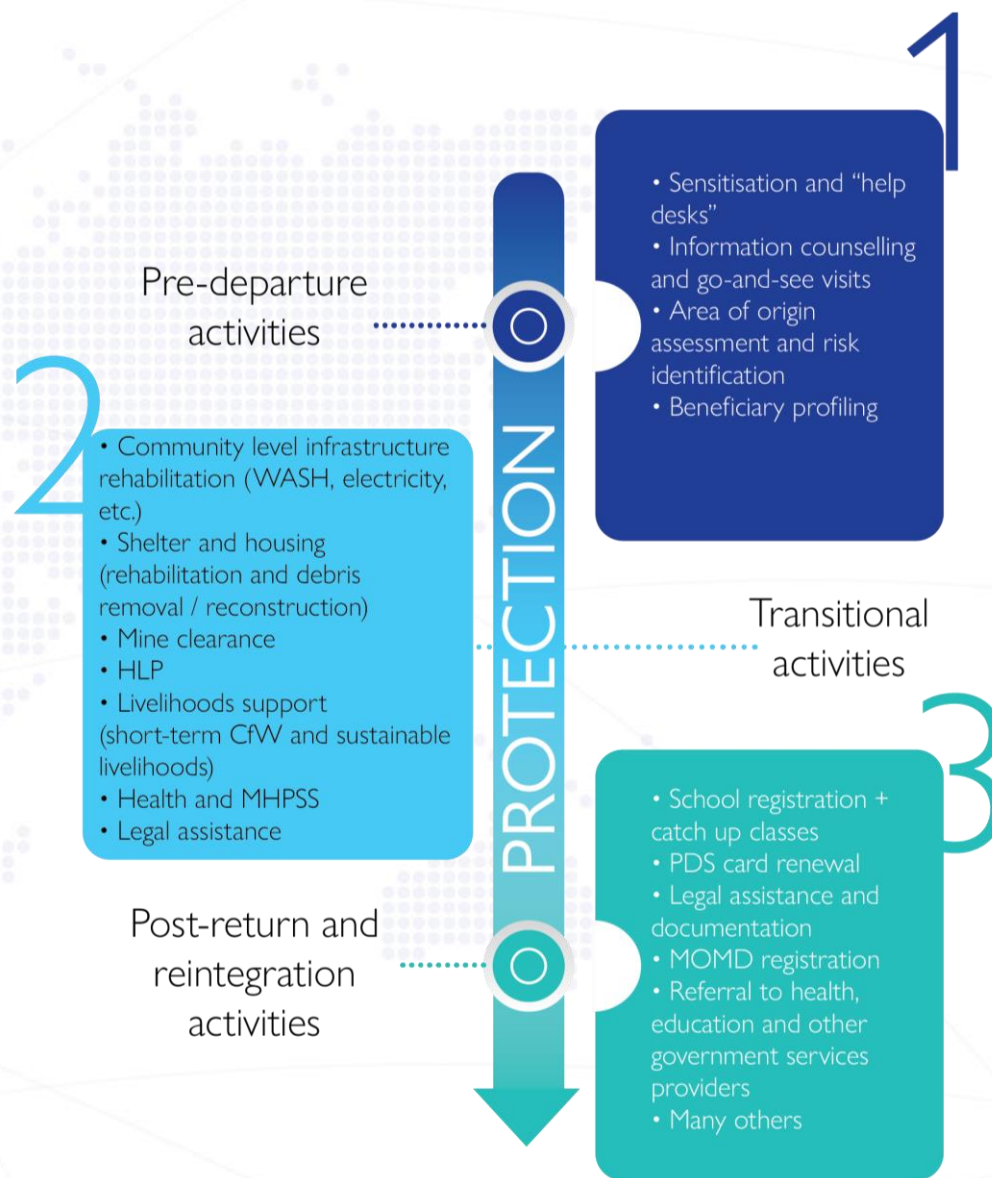 1
Pre-departure
activities
• Sensitisation and “help
desks”
• Information counselling
and go-and-see visits
• Area of origin
assessment and risk
identification
• Beneficiary profiling
PROTECTION
2
• Community level infrastructure
rehabilitation (WASH, electricity,
etc.)
• Shelter and housing
(rehabilitation and debris
removal / reconstruction)
• Mine clearance
• HLP
• Livelihoods support
(short-term CfW and sustainable
livelihoods)
• Health and MHPSS
• Legal assistance
Transitional
activities
3
Post-return and
reintegration
activities
• School registration +
catch up classes
• PDS card renewal
• Legal assistance and
documentation
• MOMD registration
• Referral to health,
education and other
government services
providers
• Many others